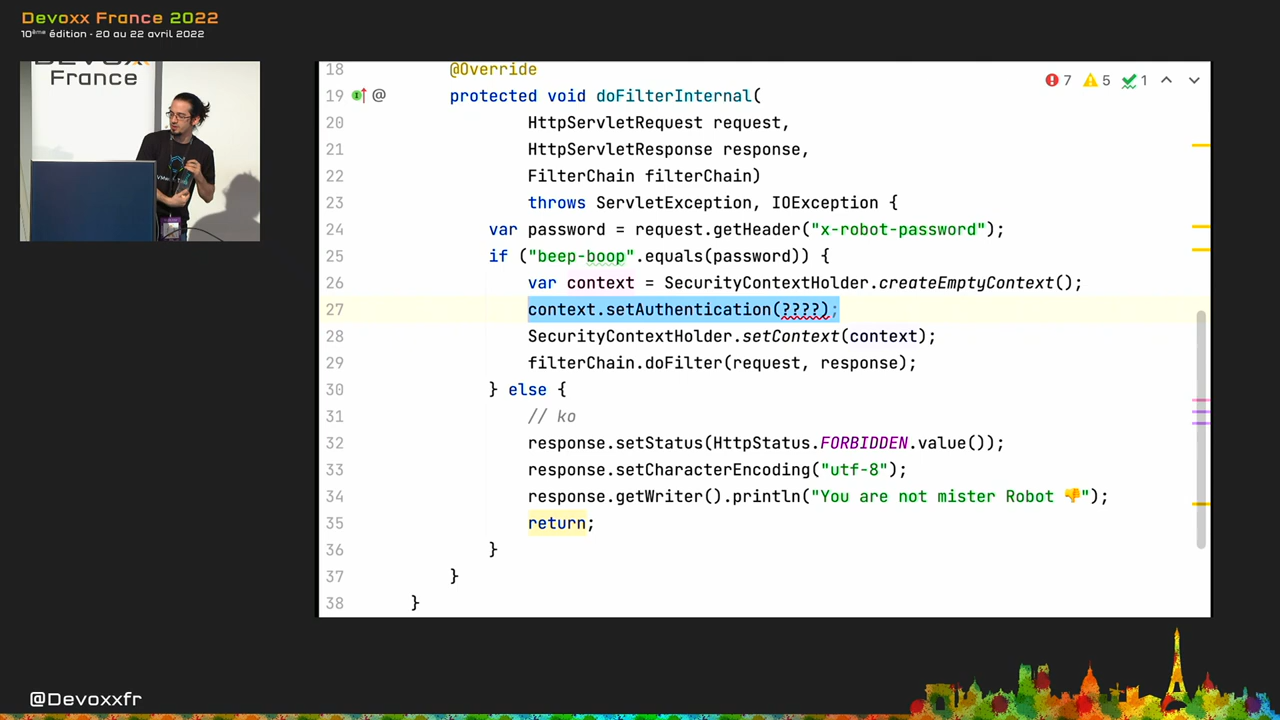 Devoxx France 2022
10ème édition - 20 au 22 avril 2022
France
18 @Override
7 5 1
19 @ protected void doFilterInternal(
20 HttpServletRequest request,
21 HttpServletResponse response,
22 FilterChain filterChain)
23 throws ServletException, IOException {
24 var password = request.getHeader("x-robot-password");
25 if ("beep-boop".equals(password)) {
26 var context = SecurityContextHolder.createEmptyContext();
27 context.setAuthentication(????);
28 SecurityContextHolder.setContext(context);
29 filterChain.doFilter(request, response);
30 } else {
31 // ko
32 response.setStatus(HttpStatus.FORBIDDEN.value());
33 response.setCharacterEncoding("utf-8");
34 response.getWriter().println("You are not mister Robot 👎");
35 return;
36 }
37 }
38 }
@Devoxxfr